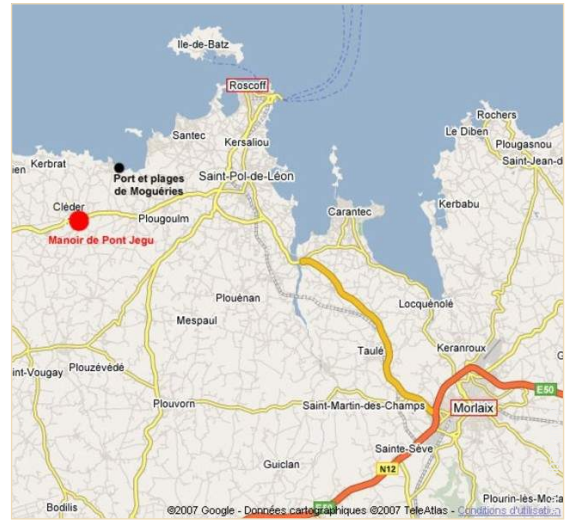 Ile-de-Batz
Roscoff
Rochers
Le Diben
Plougasnou
Santec
Kersaliou
Saint-Jean-d
ien
Kerbrat
Port et plages
de Moguéries
Saint-Pol-de-Léon
Cléder
Plougoulm
Carantec
Kerbabu
Manoir de Pont Jegu
Plouénan
Locquénolé
Mespaul
Keranroux
Taulé
G
int-Vougay
Plouzévédé
E50
Plouvorn
Saint-Martin-des-Champs
Morlaix
Sainte-Sève
N12
Guiclan
Plourin-lès-Morla
Bodilis
©2007 Google - Données cartographiques ©2007 TeleAtlas - Conditions d'utilisation